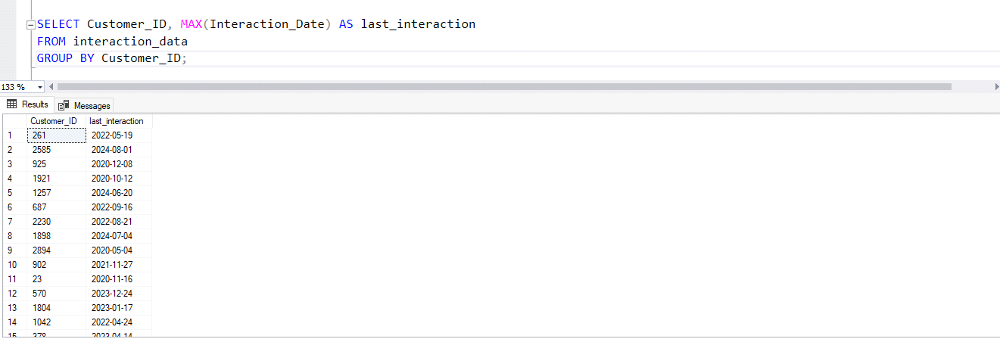 SELECT Customer_ID, MAX(Interaction_Date) AS last_interaction
FROM interaction_data
GROUP BY Customer_ID;
133 %
Results Messages
Customer_ID last_interaction
1 261 2022-05-19
2 2585 2024-08-01
3 925 2020-12-08
4 1921 2020-10-12
5 1257 2024-06-20
6 687 2022-09-16
7 2230 2022-08-21
8 1898 2024-07-04
9 2894 2020-05-04
10 902 2021-11-27
11 23 2020-11-16
12 570 2023-12-24
13 1804 2023-01-17
14 1042 2022-04-24
15 378 2023-04-14